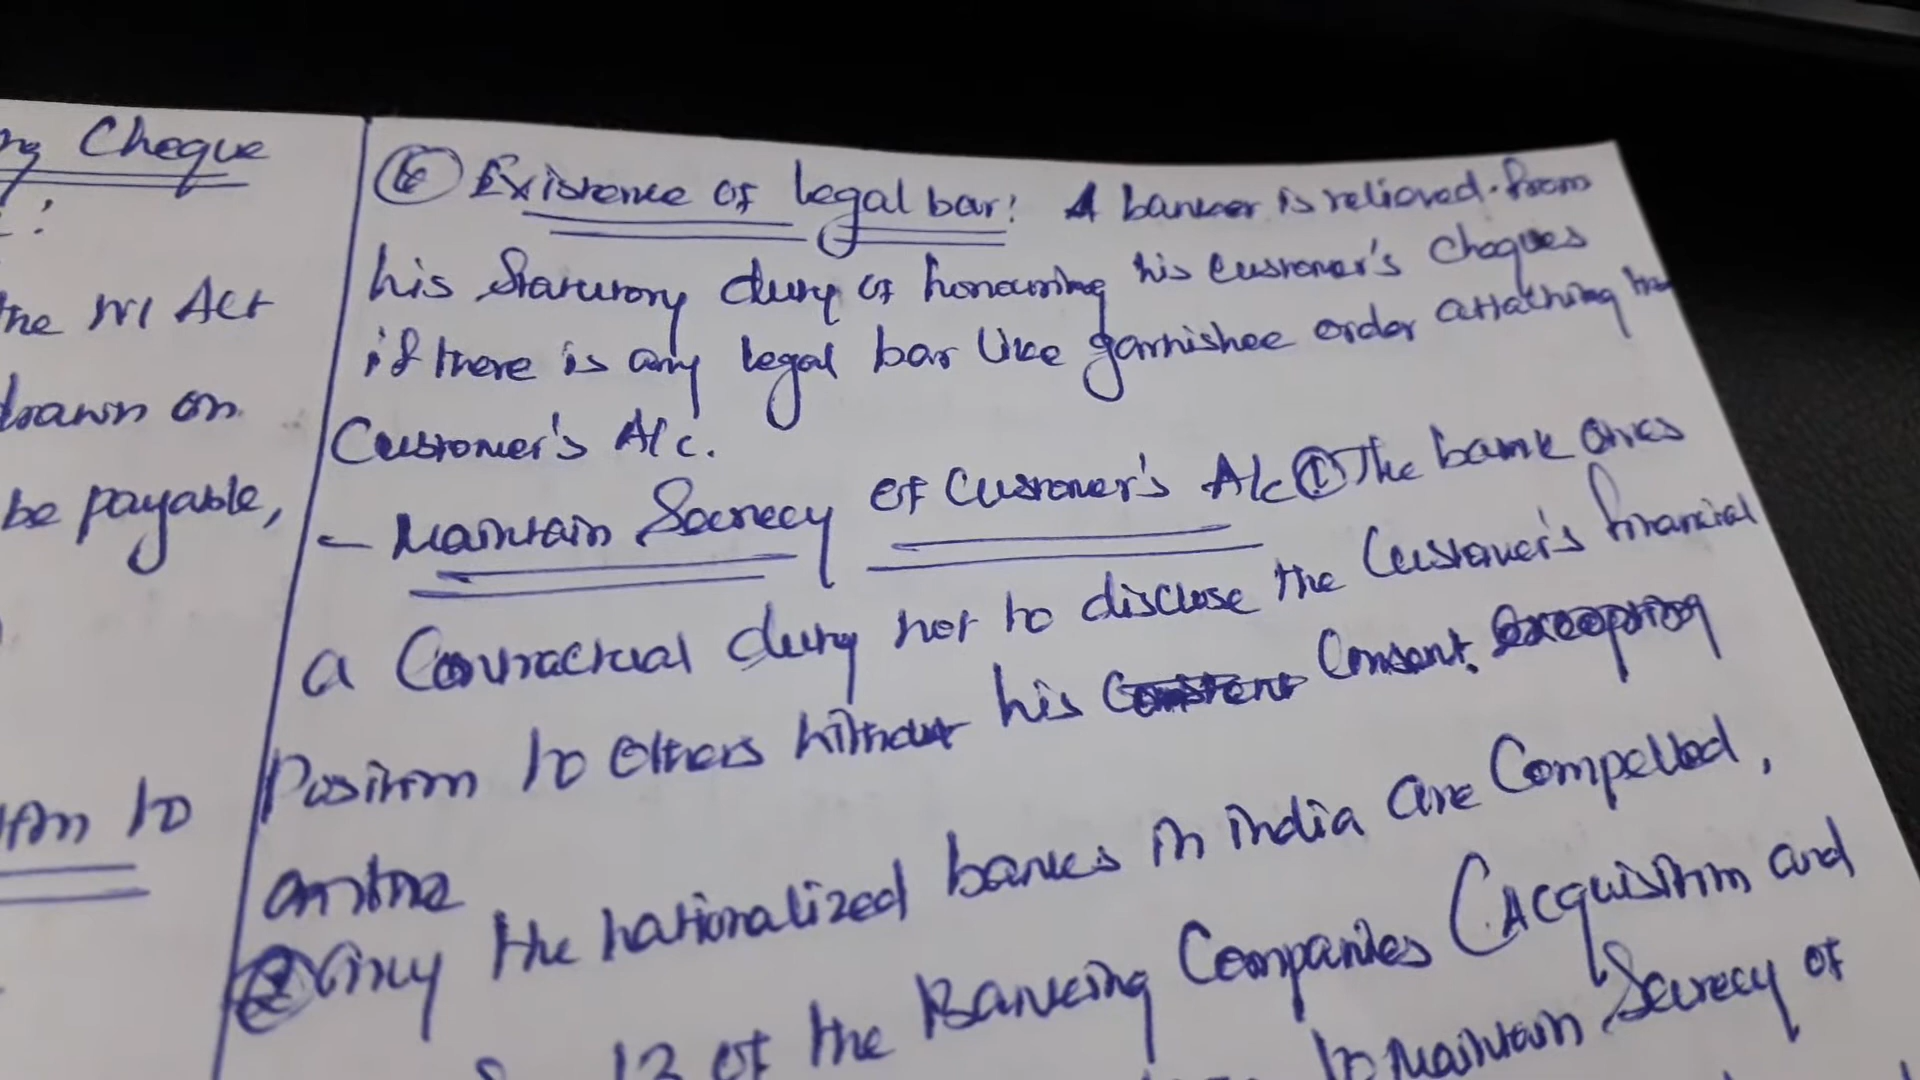 Cheque
the NI Act
drawn on
be payable,
to
⑥ Existence of legal bar: A banker is relieved from
his Statutory duty of honouring his Customer's Cheques
if there is any legal bar like garnishee order attaching the
Customer's A/c.
- Maintain Secrecy of Customer's A/c ① The bank owes
a Contractual duty not to disclose the Customer's financial
Position to others without his Consent.
② Only the nationalized banks in India are Compelled,
13 of the Banking Companies (Acquisition and
to Maintain Secrecy of